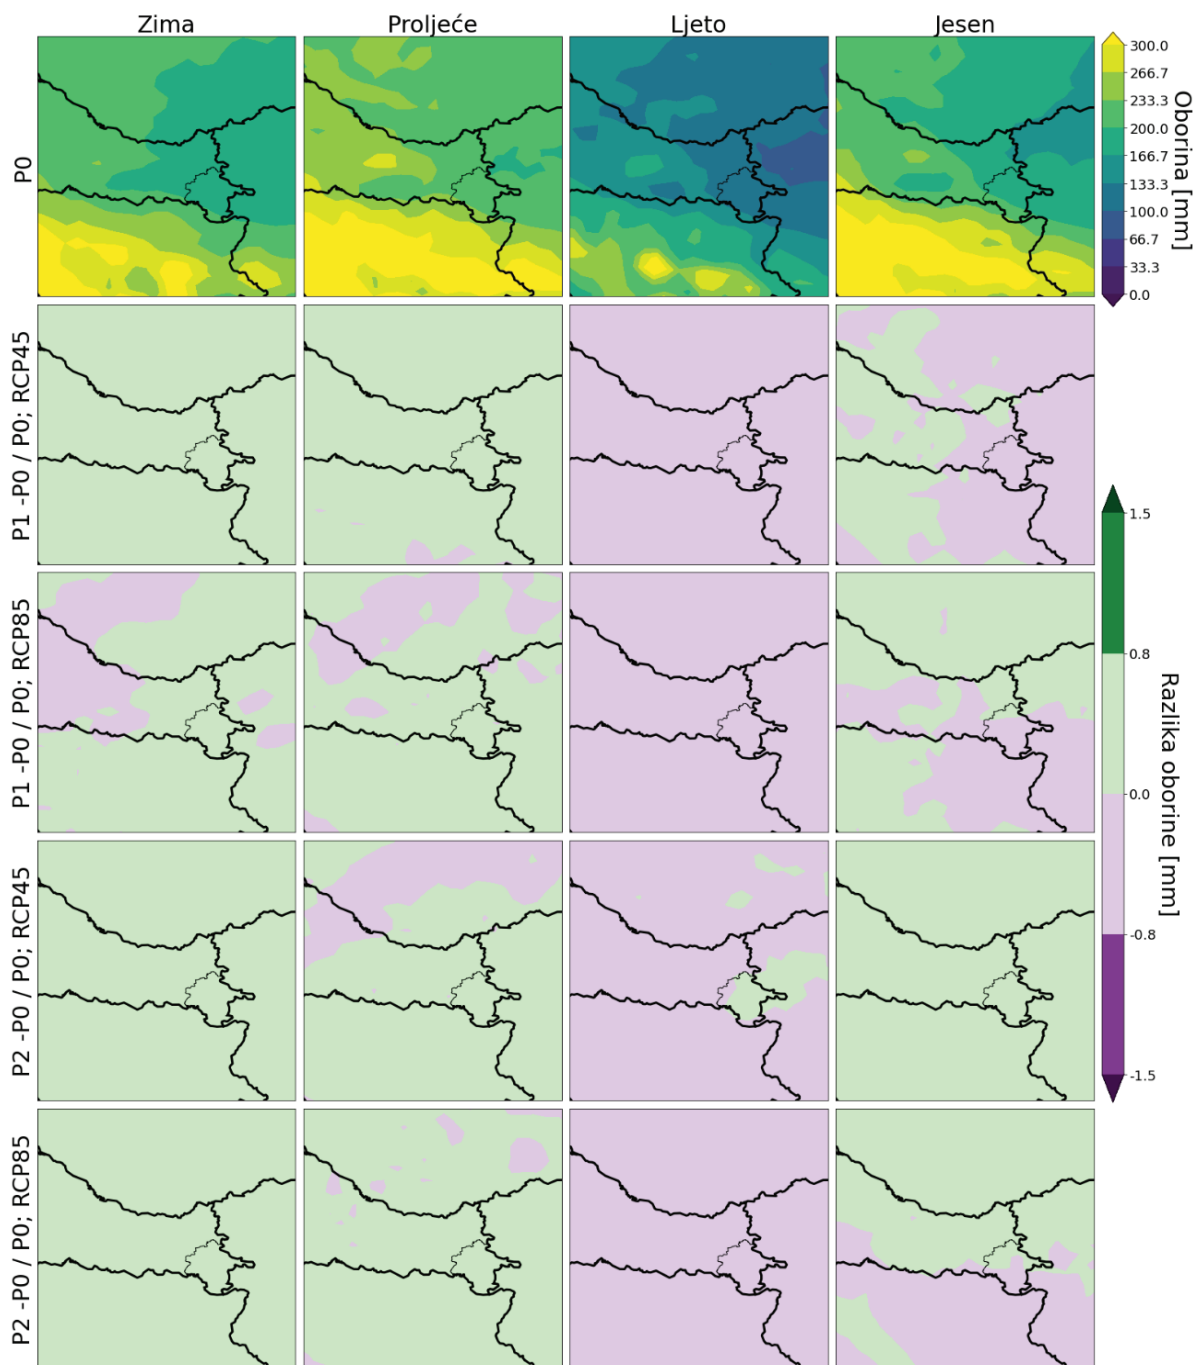 Zima
Proljeće
Ljeto
Jesen
P0
300.0
266.7
233.3
200.0
166.7
133.3
100.0
66.7
33.3
0.0
Oborina [mm]
P1 -P0 / P0; RCP45
P1 -P0 / P0; RCP85
P2 -P0 / P0; RCP45
P2 -P0 / P0; RCP85
1.5
0.8
0.0
-0.8
-1.5
Razlika oborine [mm]